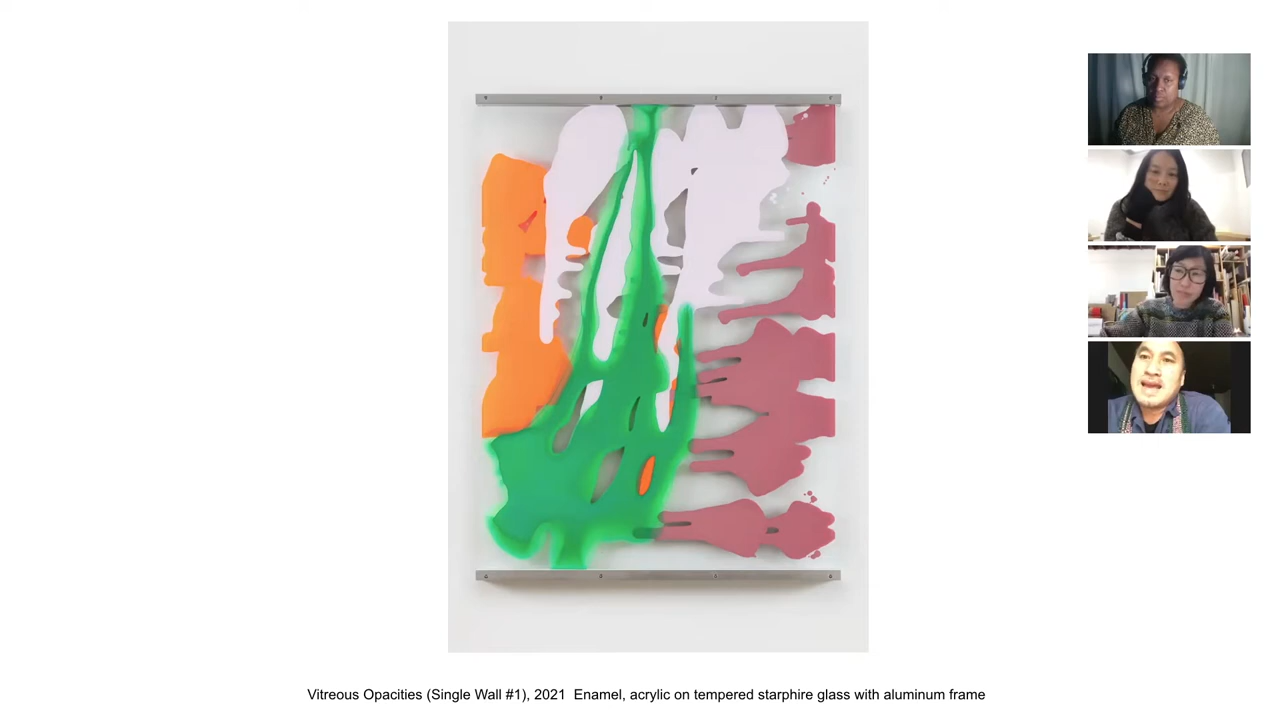 Vitreous Opacities (Single Wall #1), 2021  Enamel, acrylic on tempered starphire glass with aluminum frame